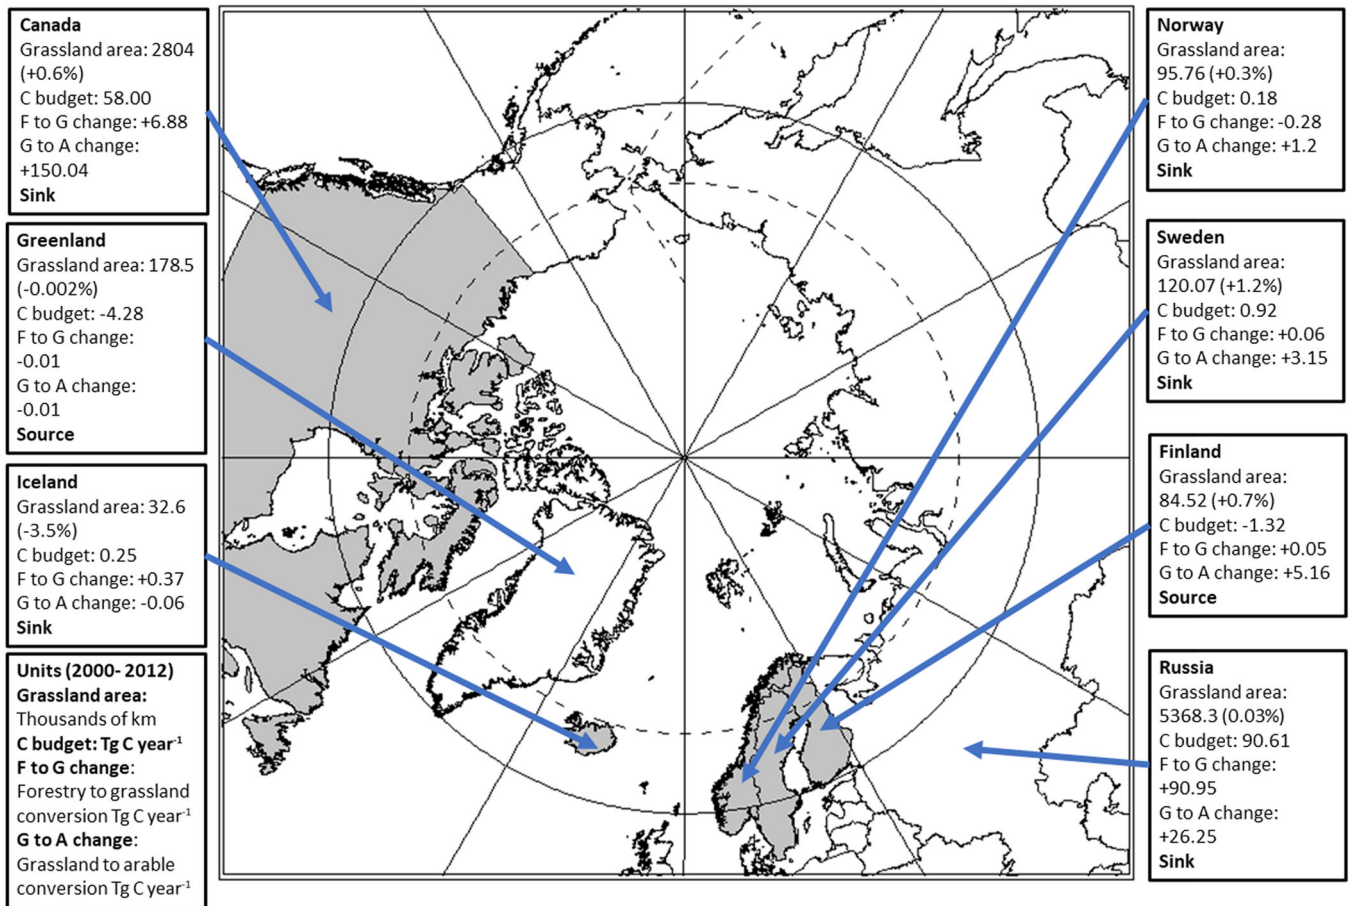 Canada
Grassland area: 2804
(+0.6%)
C budget: 58.00
F to G change: +6.88
G to A change:
+150.04
Sink
Greenland
Grassland area: 178.5
(-0.002%)
C budget: -4.28
F to G change:
-0.01
G to A change:
-0.01
Source
Iceland
Grassland area: 32.6
(-3.5%)
C budget: 0.25
F to G change: +0.37
G to A change: -0.06
Sink
Units (2000- 2012)
Grassland area:
Thousands of km
C budget: Tg C year⁻¹
F to G change:
Forestry to grassland
conversion Tg C year⁻¹
G to A change:
Grassland to arable
conversion Tg C year⁻¹
Norway
Grassland area:
95.76 (+0.3%)
C budget: 0.18
F to G change: -0.28
G to A change: +1.2
Sink
Sweden
Grassland area:
120.07 (+1.2%)
C budget: 0.92
F to G change: +0.06
G to A change: +3.15
Sink
Finland
Grassland area:
84.52 (+0.7%)
C budget: -1.32
F to G change: +0.05
G to A change: +5.16
Source
Russia
Grassland area:
5368.3 (0.03%)
C budget: 90.61
F to G change:
+90.95
G to A change:
+26.25
Sink